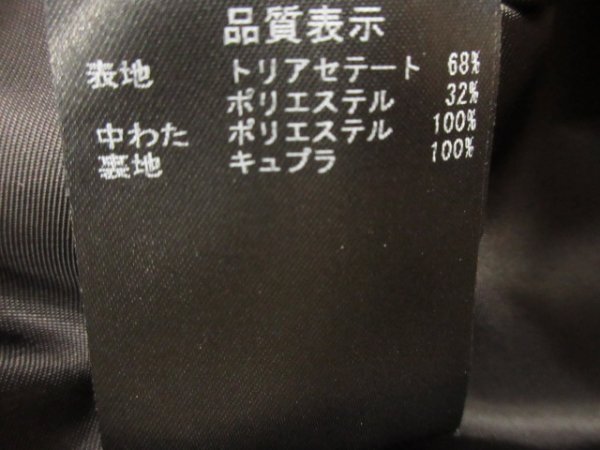 品質表示
表地 トリアセテート 68%
ポリエステル 32%
中わた ポリエステル 100%
裏地 キュプラ 100%